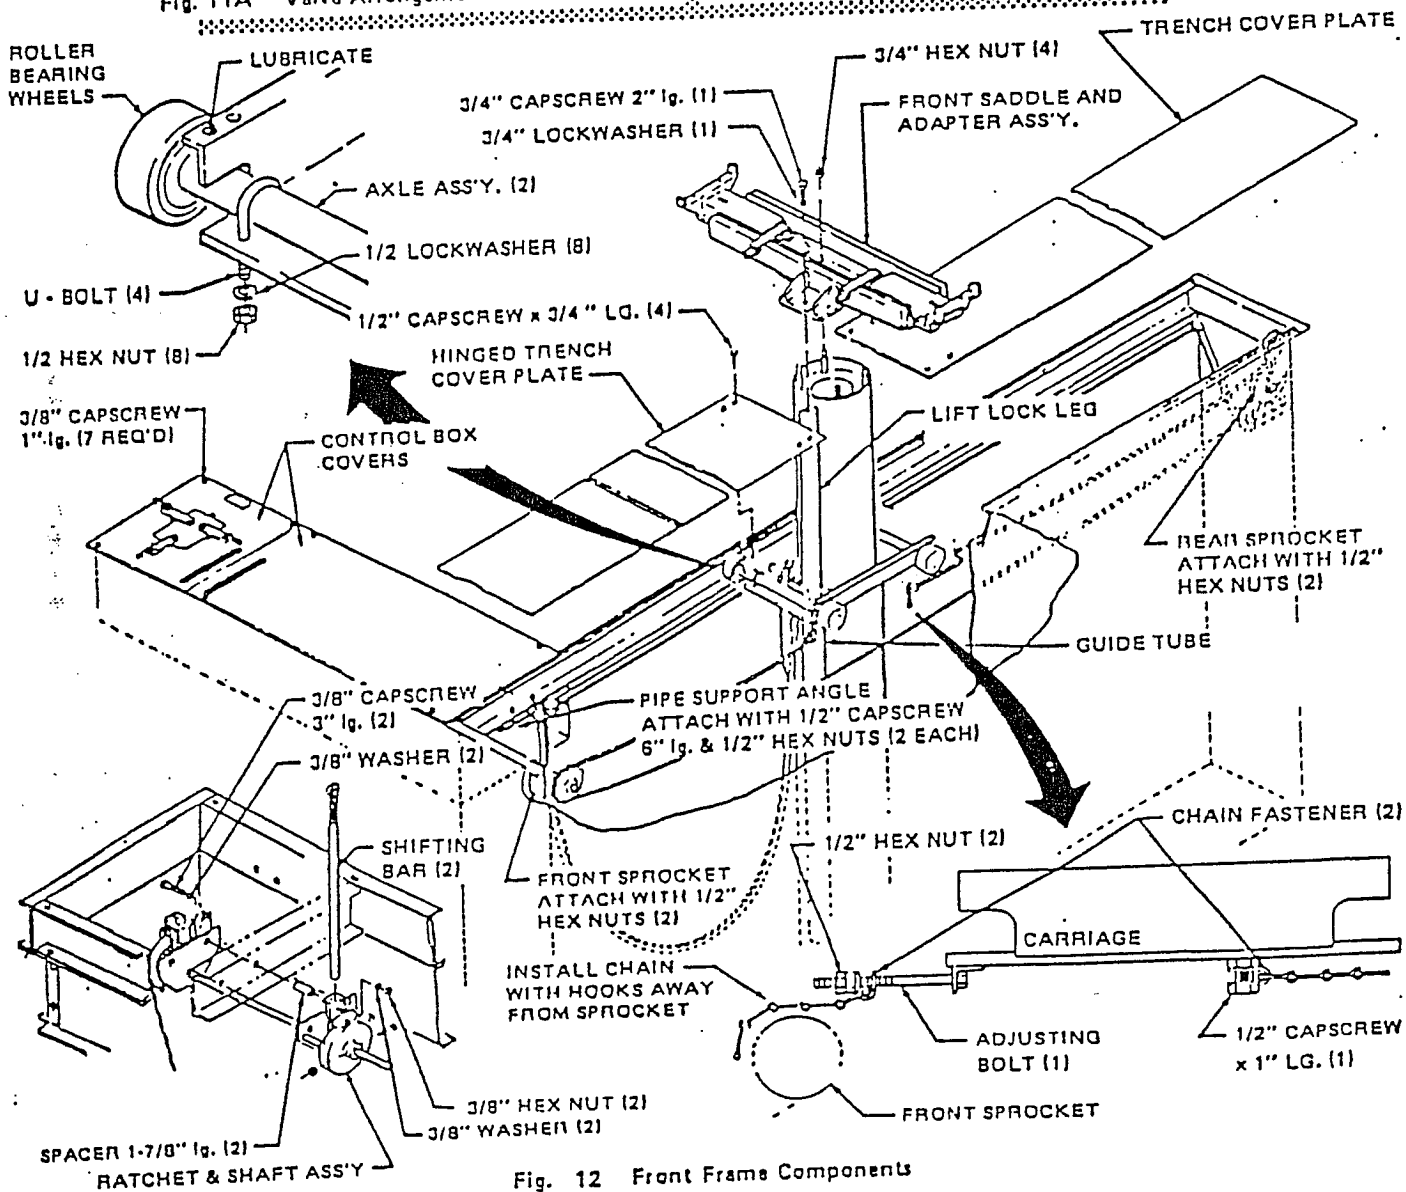 Fig. 11A
ROLLER
BEARING
WHEELS
LUBRICATE
3/4" HEX NUT (4)
TRENCH COVER PLATE
3/4" CAPSCREW 2" lg. (1)
3/4" LOCKWASHER (1)
FRONT SADDLE AND
ADAPTER ASS'Y.
AXLE ASS'Y. (2)
1/2 LOCKWASHER (8)
U - BOLT (4)
1/2" CAPSCREW x 3/4" LG. (4)
1/2 HEX NUT (8)
HINGED TRENCH
COVER PLATE
3/8" CAPSCREW
1" lg. (7 REQ'D)
CONTROL BOX
COVERS
LIFT LOCK LEG
REAR SPROCKET
ATTACH WITH 1/2"
HEX NUTS (2)
GUIDE TUBE
3/8" CAPSCREW
3" lg. (2)
PIPE SUPPORT ANGLE
ATTACH WITH 1/2" CAPSCREW
6" lg. & 1/2" HEX NUTS (2 EACH)
3/8" WASHER (2)
SHIFTING
BAR (2)
1/2" HEX NUT (2)
CHAIN FASTENER (2)
FRONT SPROCKET
ATTACH WITH 1/2"
HEX NUTS (2)
CARRIAGE
INSTALL CHAIN
WITH HOOKS AWAY
FROM SPROCKET
ADJUSTING
BOLT (1)
1/2" CAPSCREW
x 1" LG. (1)
3/8" HEX NUT (2)
3/8" WASHER (2)
FRONT SPROCKET
SPACER 1-7/8" lg. (2)
RATCHET & SHAFT ASS'Y
Fig. 12 Front Frame Components